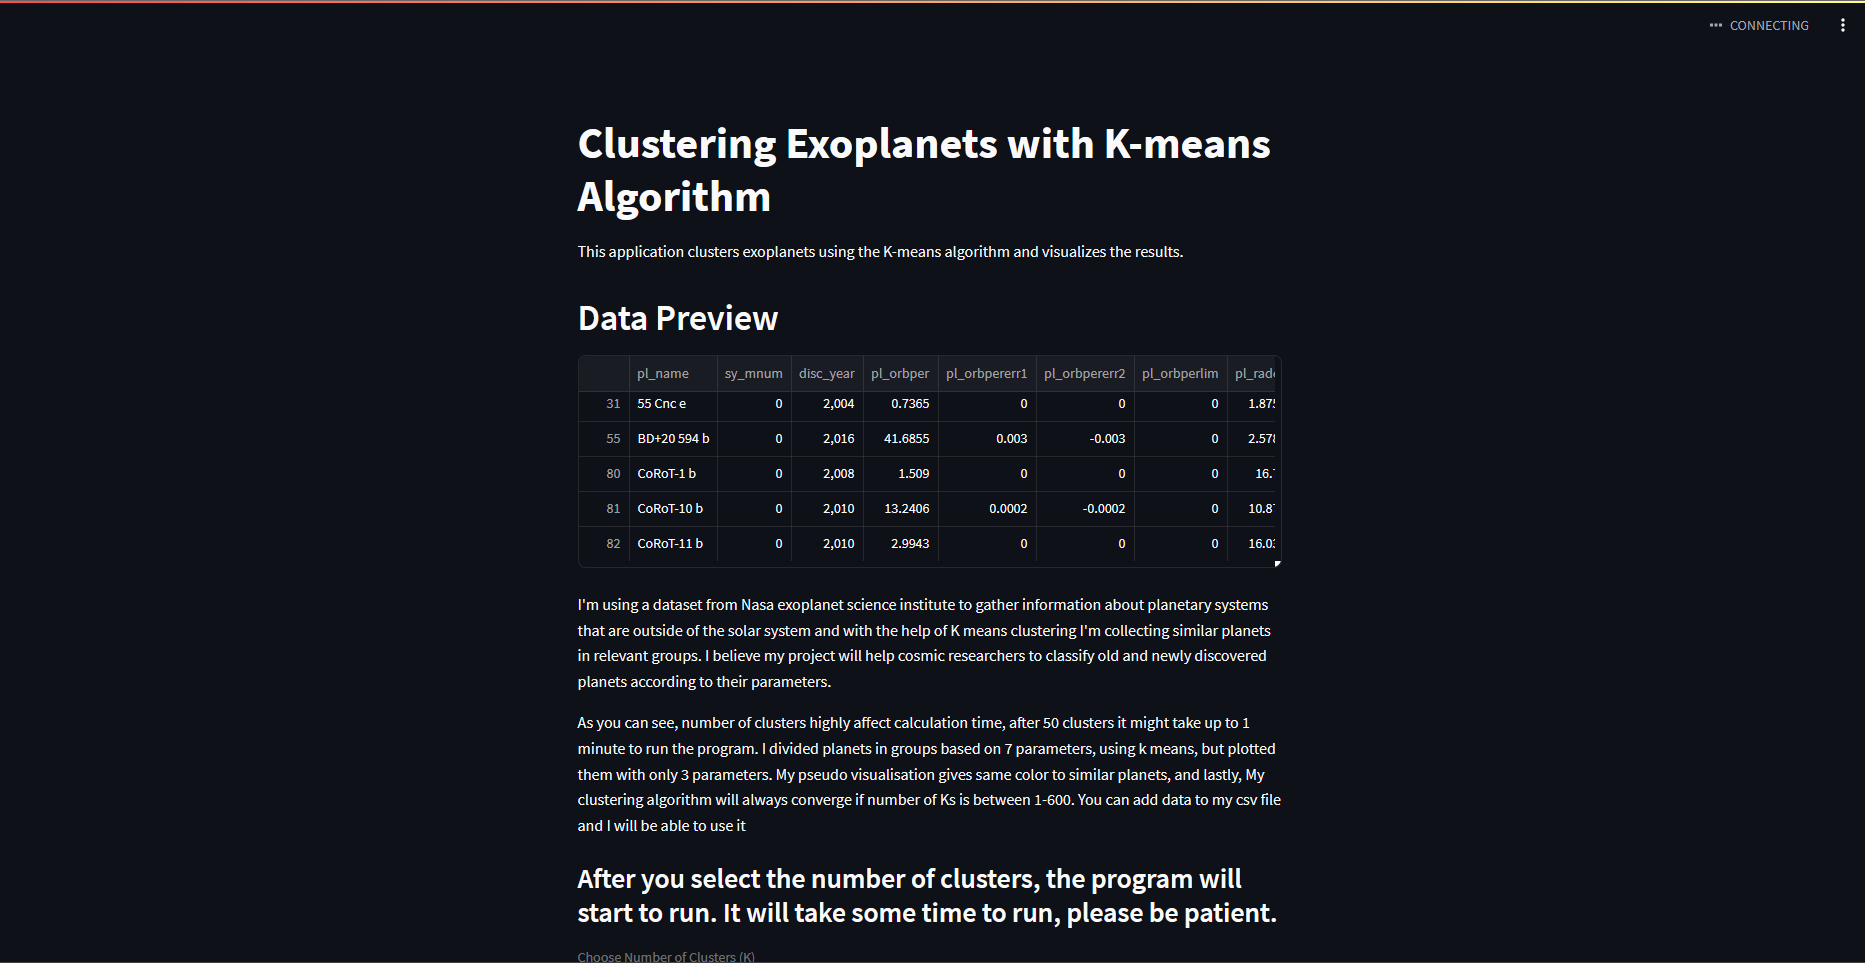 CONNECTING
Clustering Exoplanets with K-means
Algorithm
This application clusters exoplanets using the K-means algorithm and visualizes the results.
Data Preview
pl_name sy_mnum disc_year pl_orbper pl_orbpererr1 pl_orbpererr2 pl_orbperlim pl_rade
31 55 Cnc e 0 2,004 0.7365 0 0 0 1.875
55 BD+20 594 b 0 2,016 41.6855 0.003 -0.003 0 2.578
80 CoRoT-1 b 0 2,008 1.509 0 0 0 16.
81 CoRoT-10 b 0 2,010 13.2406 0.0002 -0.0002 0 10.8
82 CoRoT-11 b 0 2,010 2.9943 0 0 0 16.03
I'm using a dataset from Nasa exoplanet science institute to gather information about planetary systems
that are outside of the solar system and with the help of K means clustering I'm collecting similar planets
in relevant groups. I believe my project will help cosmic researchers to classify old and newly discovered
planets according to their parameters.
As you can see, number of clusters highly affect calculation time, after 50 clusters it might take up to 1
minute to run the program. I divided planets in groups based on 7 parameters, using k means, but plotted
them with only 3 parameters. My pseudo visualisation gives same color to similar planets, and lastly, My
clustering algorithm will always converge if number of Ks is between 1-600. You can add data to my csv file
and I will be able to use it
After you select the number of clusters, the program will
start to run. It will take some time to run, please be patient.
Choose Number of Clusters (K)